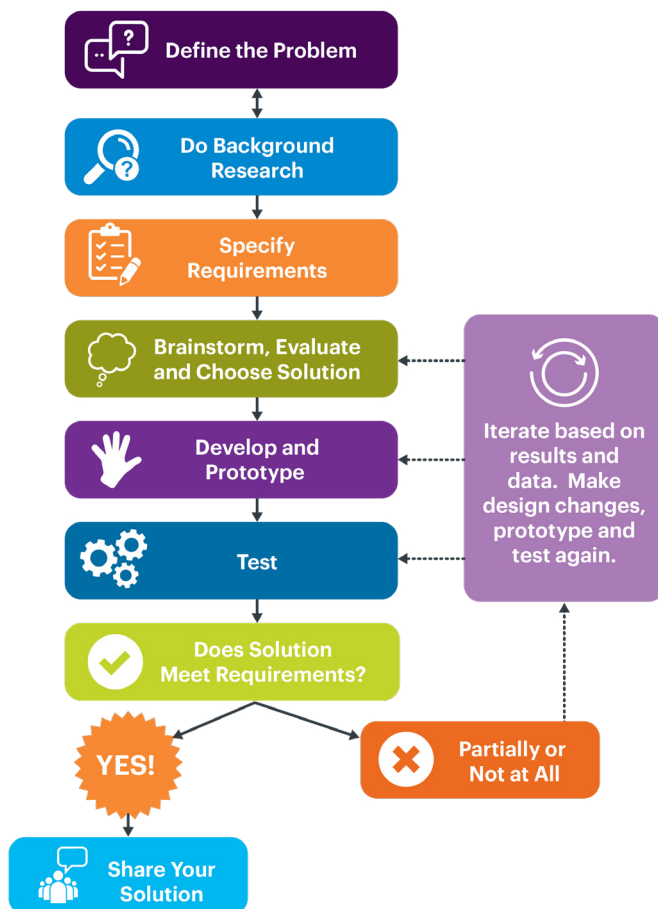 Define the Problem
Do Background
Research
Specify
Requirements
Brainstorm, Evaluate
and Choose Solution
Develop and
Prototype
Test
Does Solution
Meet Requirements?
Iterate based on
results and
data. Make
design changes,
prototype and
test again.
YES!
Partially or
Not at All
Share Your
Solution